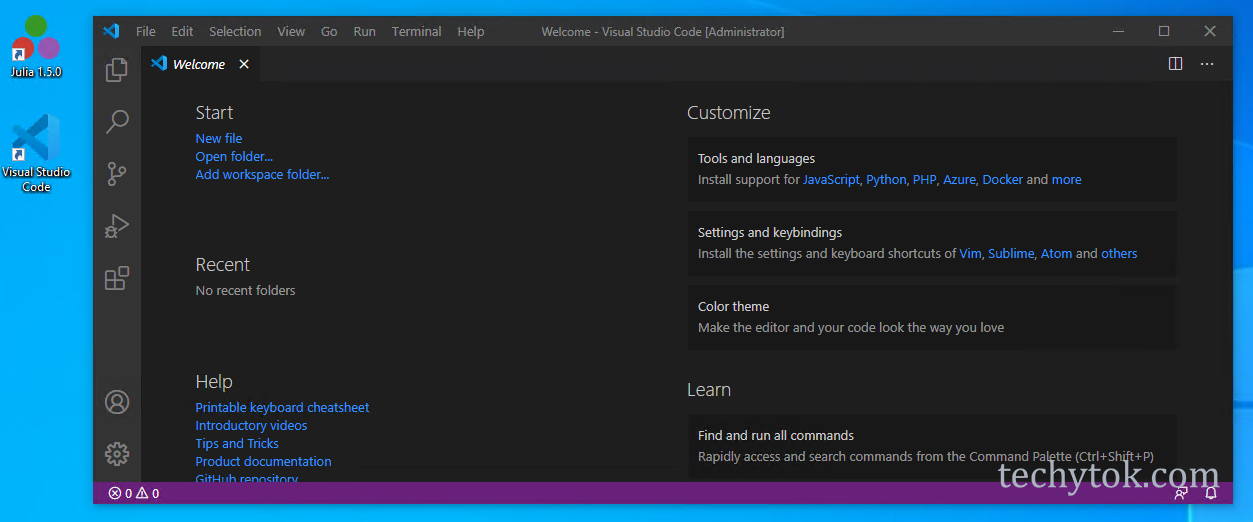 Julia 1.5.0
Visual Studio
Code
File Edit Selection View Go Run Terminal Help Welcome - Visual Studio Code [Administrator]
Welcome
Start
New file
Open folder...
Add workspace folder...
Recent
No recent folders
Help
Printable keyboard cheatsheet
Introductory videos
Tips and Tricks
Product documentation
GitHub repository
Customize
Tools and languages
Install support for JavaScript, Python, PHP, Azure, Docker and more
Settings and keybindings
Install the settings and keyboard shortcuts of Vim, Sublime, Atom and others
Color theme
Make the editor and your code look the way you love
Learn
Find and run all commands
Rapidly access and search commands from the Command Palette (Ctrl+Shift+P)
techytok.com
0 0